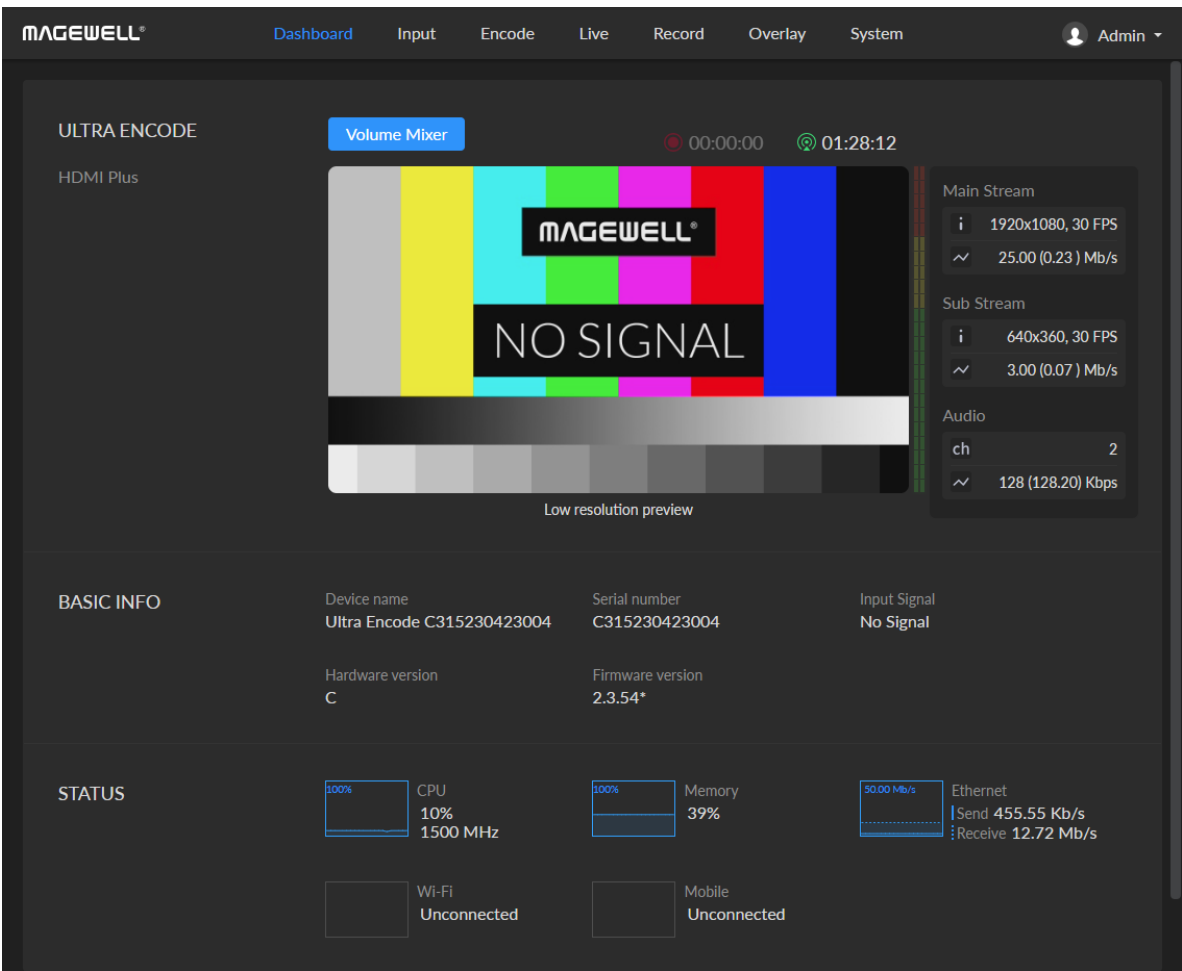 MAGEWELL®
Dashboard Input Encode Live Record Overlay System
Admin
ULTRA ENCODE
HDMI Plus
Volume Mixer
00:00:00
01:28:12
MAGEWELL®
NO SIGNAL
Low resolution preview
Main Stream
i 1920x1080, 30 FPS
25.00 (0.23 ) Mb/s
Sub Stream
i 640x360, 30 FPS
3.00 (0.07 ) Mb/s
Audio
ch 2
128 (128.20) Kbps
BASIC INFO
Device name
Ultra Encode C315230423004
Serial number
C315230423004
Input Signal
No Signal
Hardware version
C
Firmware version
2.3.54*
STATUS
100%
CPU
10%
1500 MHz
100%
Memory
39%
50.00 Mb/s
Ethernet
Send 455.55 Kb/s
Receive 12.72 Mb/s
Wi-Fi
Unconnected
Mobile
Unconnected